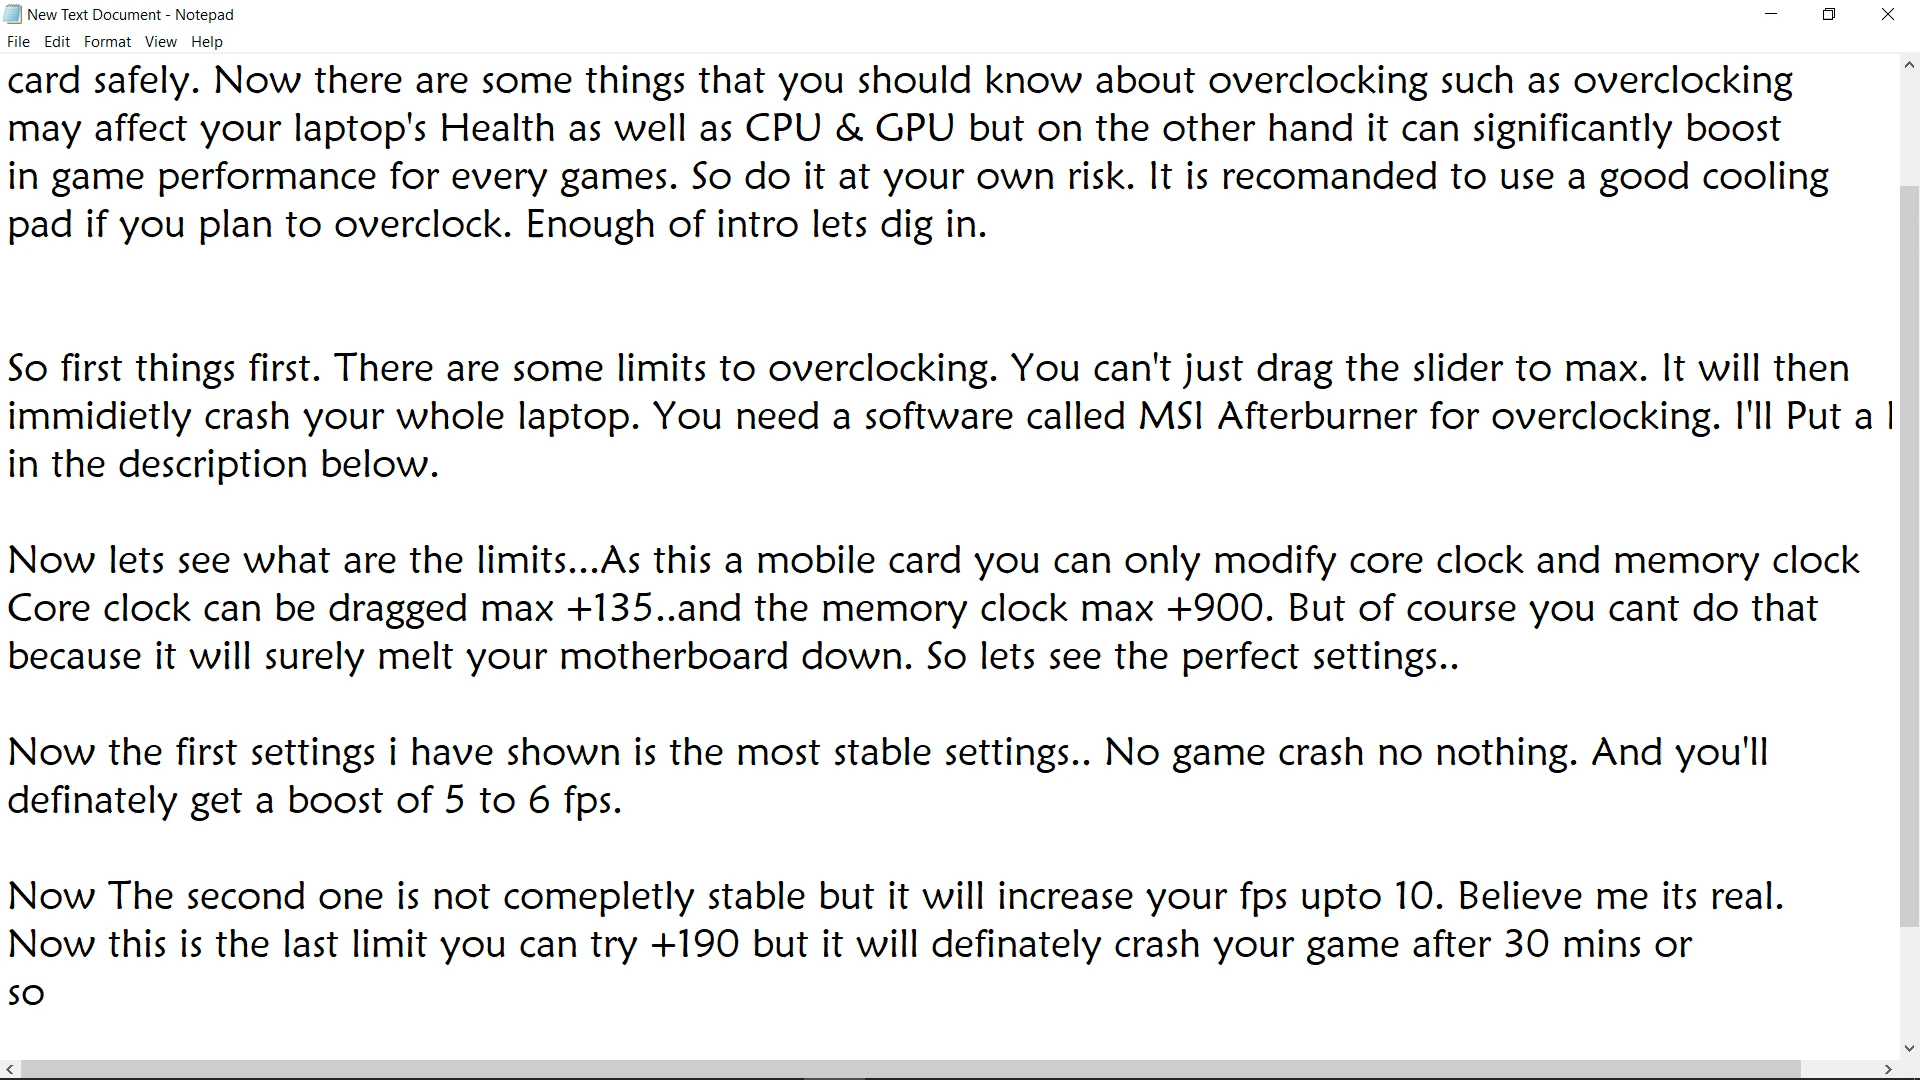 New Text Document - Notepad
File Edit Format View Help
card safely. Now there are some things that you should know about overclocking such as overclocking
may affect your laptop's Health as well as CPU & GPU but on the other hand it can significantly boost
in game performance for every games. So do it at your own risk. It is recomanded to use a good cooling
pad if you plan to overclock. Enough of intro lets dig in.
So first things first. There are some limits to overclocking. You can't just drag the slider to max. It will then
immidietly crash your whole laptop. You need a software called MSI Afterburner for overclocking. I'll Put a
in the description below.
Now lets see what are the limits...As this a mobile card you can only modify core clock and memory clock
Core clock can be dragged max +135..and the memory clock max +900. But of course you cant do that
because it will surely melt your motherboard down. So lets see the perfect settings..
Now the first settings i have shown is the most stable settings.. No game crash no nothing. And you'll
definately get a boost of 5 to 6 fps.
Now The second one is not comepletly stable but it will increase your fps upto 10. Believe me its real.
Now this is the last limit you can try +190 but it will definately crash your game after 30 mins or
so